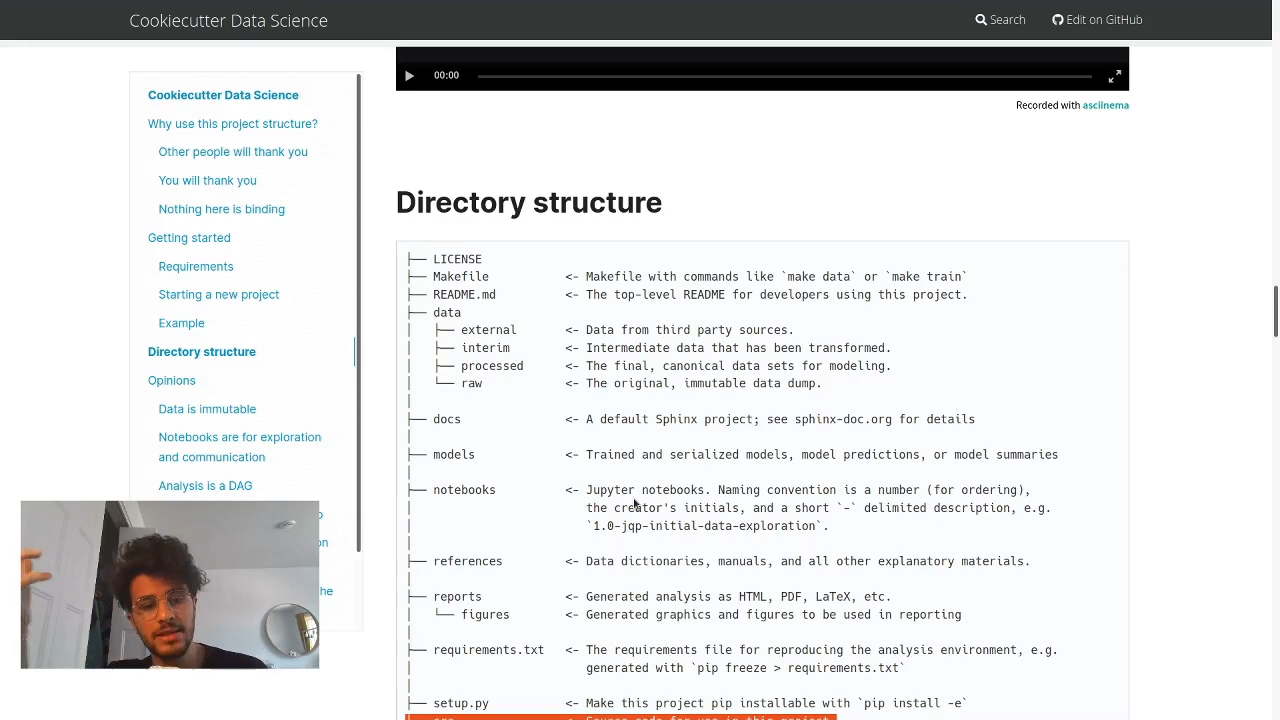 Cookiecutter Data Science
Search
Edit on GitHub
00:00
Recorded with asciinema
Cookiecutter Data Science
Why use this project structure?
Other people will thank you
You will thank you
Nothing here is binding
Getting started
Requirements
Starting a new project
Example
Directory structure
Opinions
Data is immutable
Notebooks are for exploration
and communication
Analysis is a DAG
Directory structure
├── LICENSE
├── Makefile <- Makefile with commands like `make data` or `make train`
├── README.md <- The top-level README for developers using this project.
├── data
│ ├── external <- Data from third party sources.
│ ├── interim <- Intermediate data that has been transformed.
│ ├── processed <- The final, canonical data sets for modeling.
│ └── raw <- The original, immutable data dump.
│
├── docs <- A default Sphinx project; see sphinx-doc.org for details
│
├── models <- Trained and serialized models, model predictions, or model summaries
│
├── notebooks <- Jupyter notebooks. Naming convention is a number (for ordering),
│ the creator's initials, and a short `-` delimited description, e.g.
│ `1.0-jqp-initial-data-exploration`.
│
├── references <- Data dictionaries, manuals, and all other explanatory materials.
│
├── reports <- Generated analysis as HTML, PDF, LaTeX, etc.
│ └── figures <- Generated graphics and figures to be used in reporting
│
├── requirements.txt <- The requirements file for reproducing the analysis environment, e.g.
│ generated with `pip freeze > requirements.txt`
│
├── setup.py <- Make this project pip installable with `pip install -e`